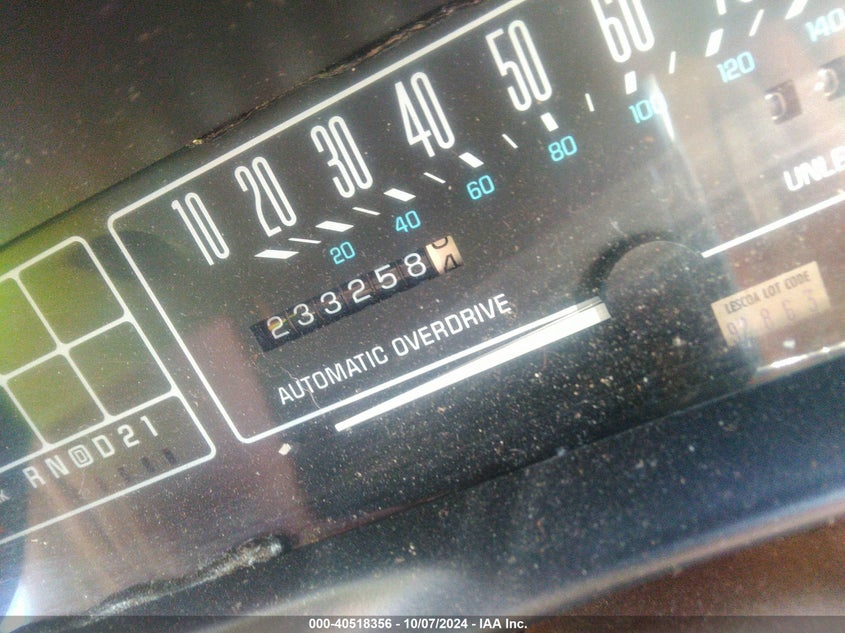 10 20 30 40 50 60
20 40 60 80 100 120 140
233258
AUTOMATIC OVERDRIVE
UNLE
LESCOA LOT CODE
R N D D 2 1
000-40518356 - 10/07/2024 - IAA Inc.